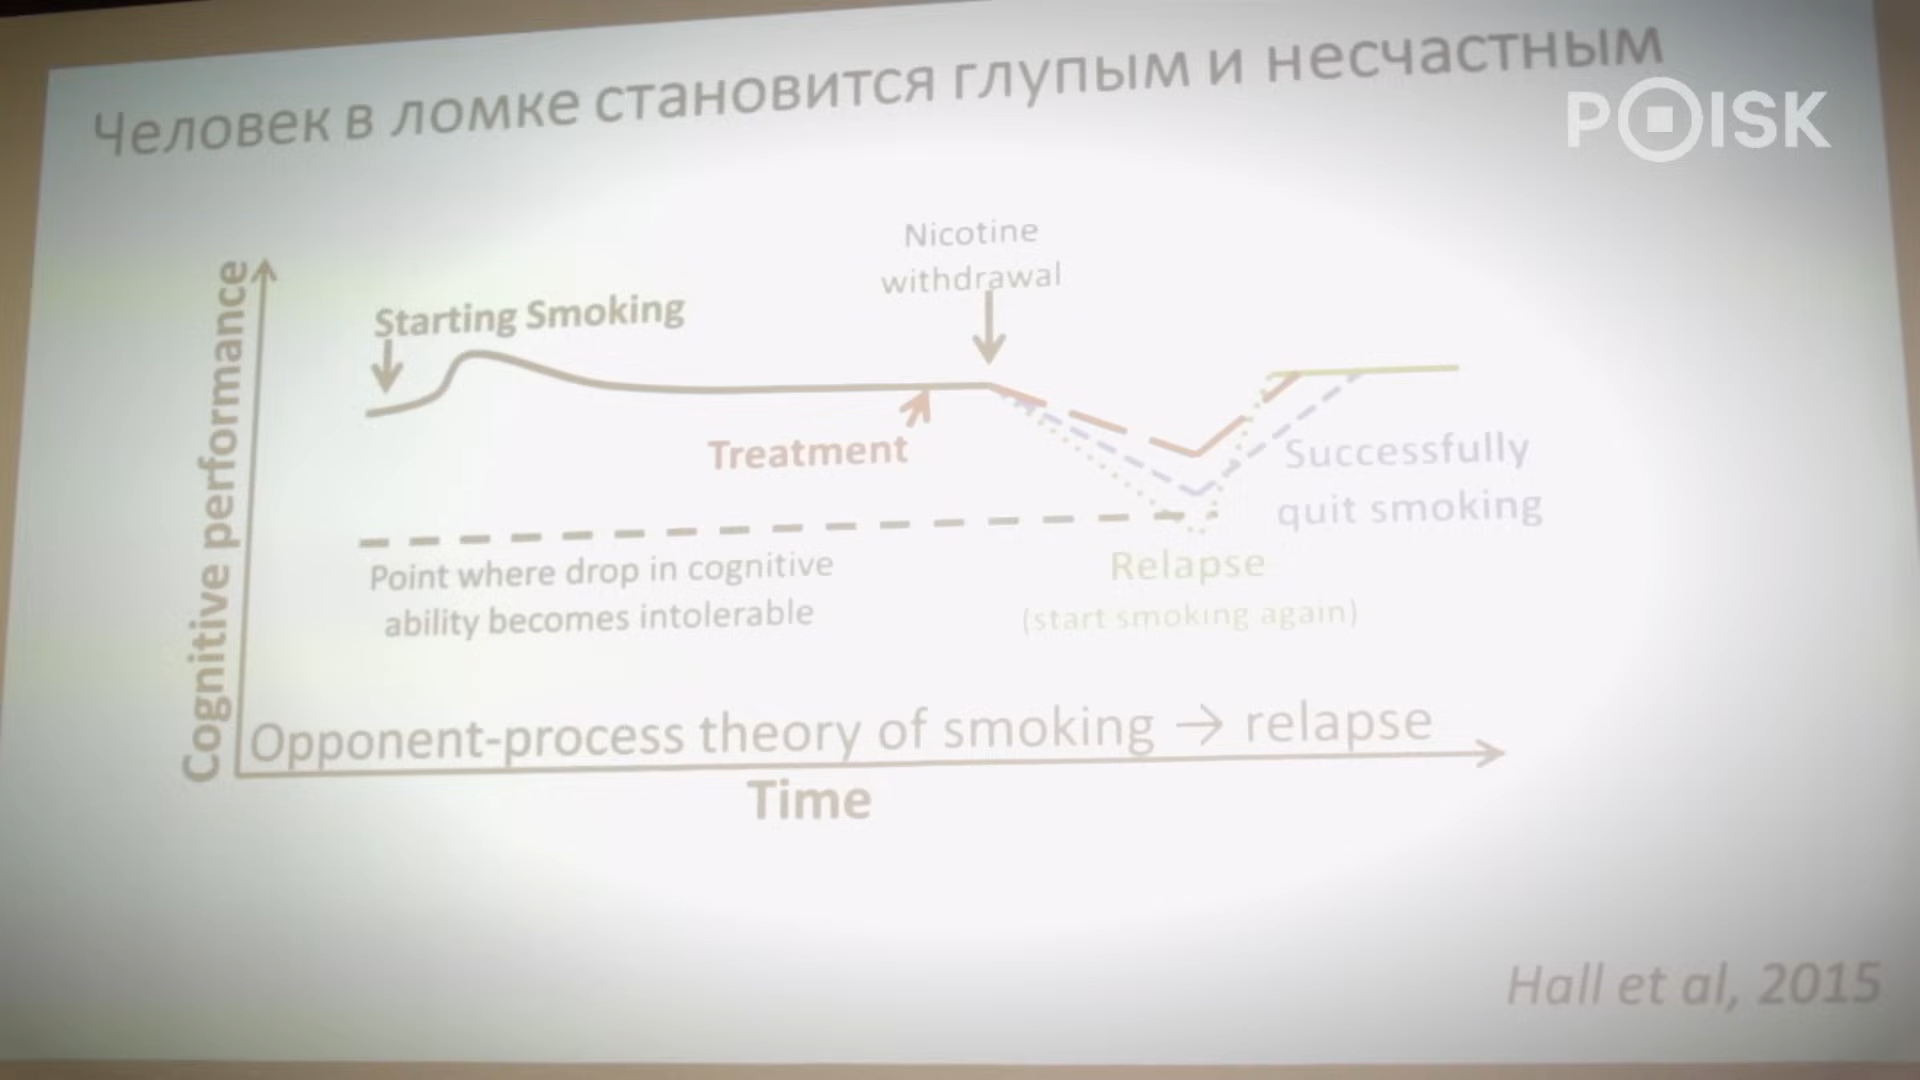 Человек в ломке становится глупым и несчастным
POISK
Nicotine
withdrawal
Starting Smoking
Cognitive performance
Treatment
Successfully
quit smoking
Point where drop in cognitive
ability becomes intolerable
Relapse
(start smoking again)
Opponent-process theory of smoking → relapse
Time
Hall et al, 2015